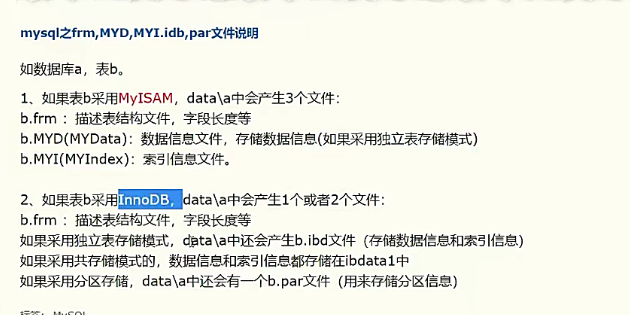 mysql之frm,MYD,MYI.idb,par文件说明
如数据库a，表b。
1、如果表b采用MyISAM，data\a中会产生3个文件：
b.frm ：描述表结构文件，字段长度等
b.MYD(MYData)：数据信息文件，存储数据信息(如果采用独立表存储模式)
b.MYI(MYIndex)：索引信息文件。
2、如果表b采用InnoDB，data\a中会产生1个或者2个文件：
b.frm ：描述表结构文件，字段长度等
如果采用独立表存储模式，data\a中还会产生b.ibd文件（存储数据信息和索引信息）
如果采用共存储模式的，数据信息和索引信息都存储在ibdata1中
如果采用分区存储，data\a中还会有一个b.par文件（用来存储分区信息）
标签: MySQL